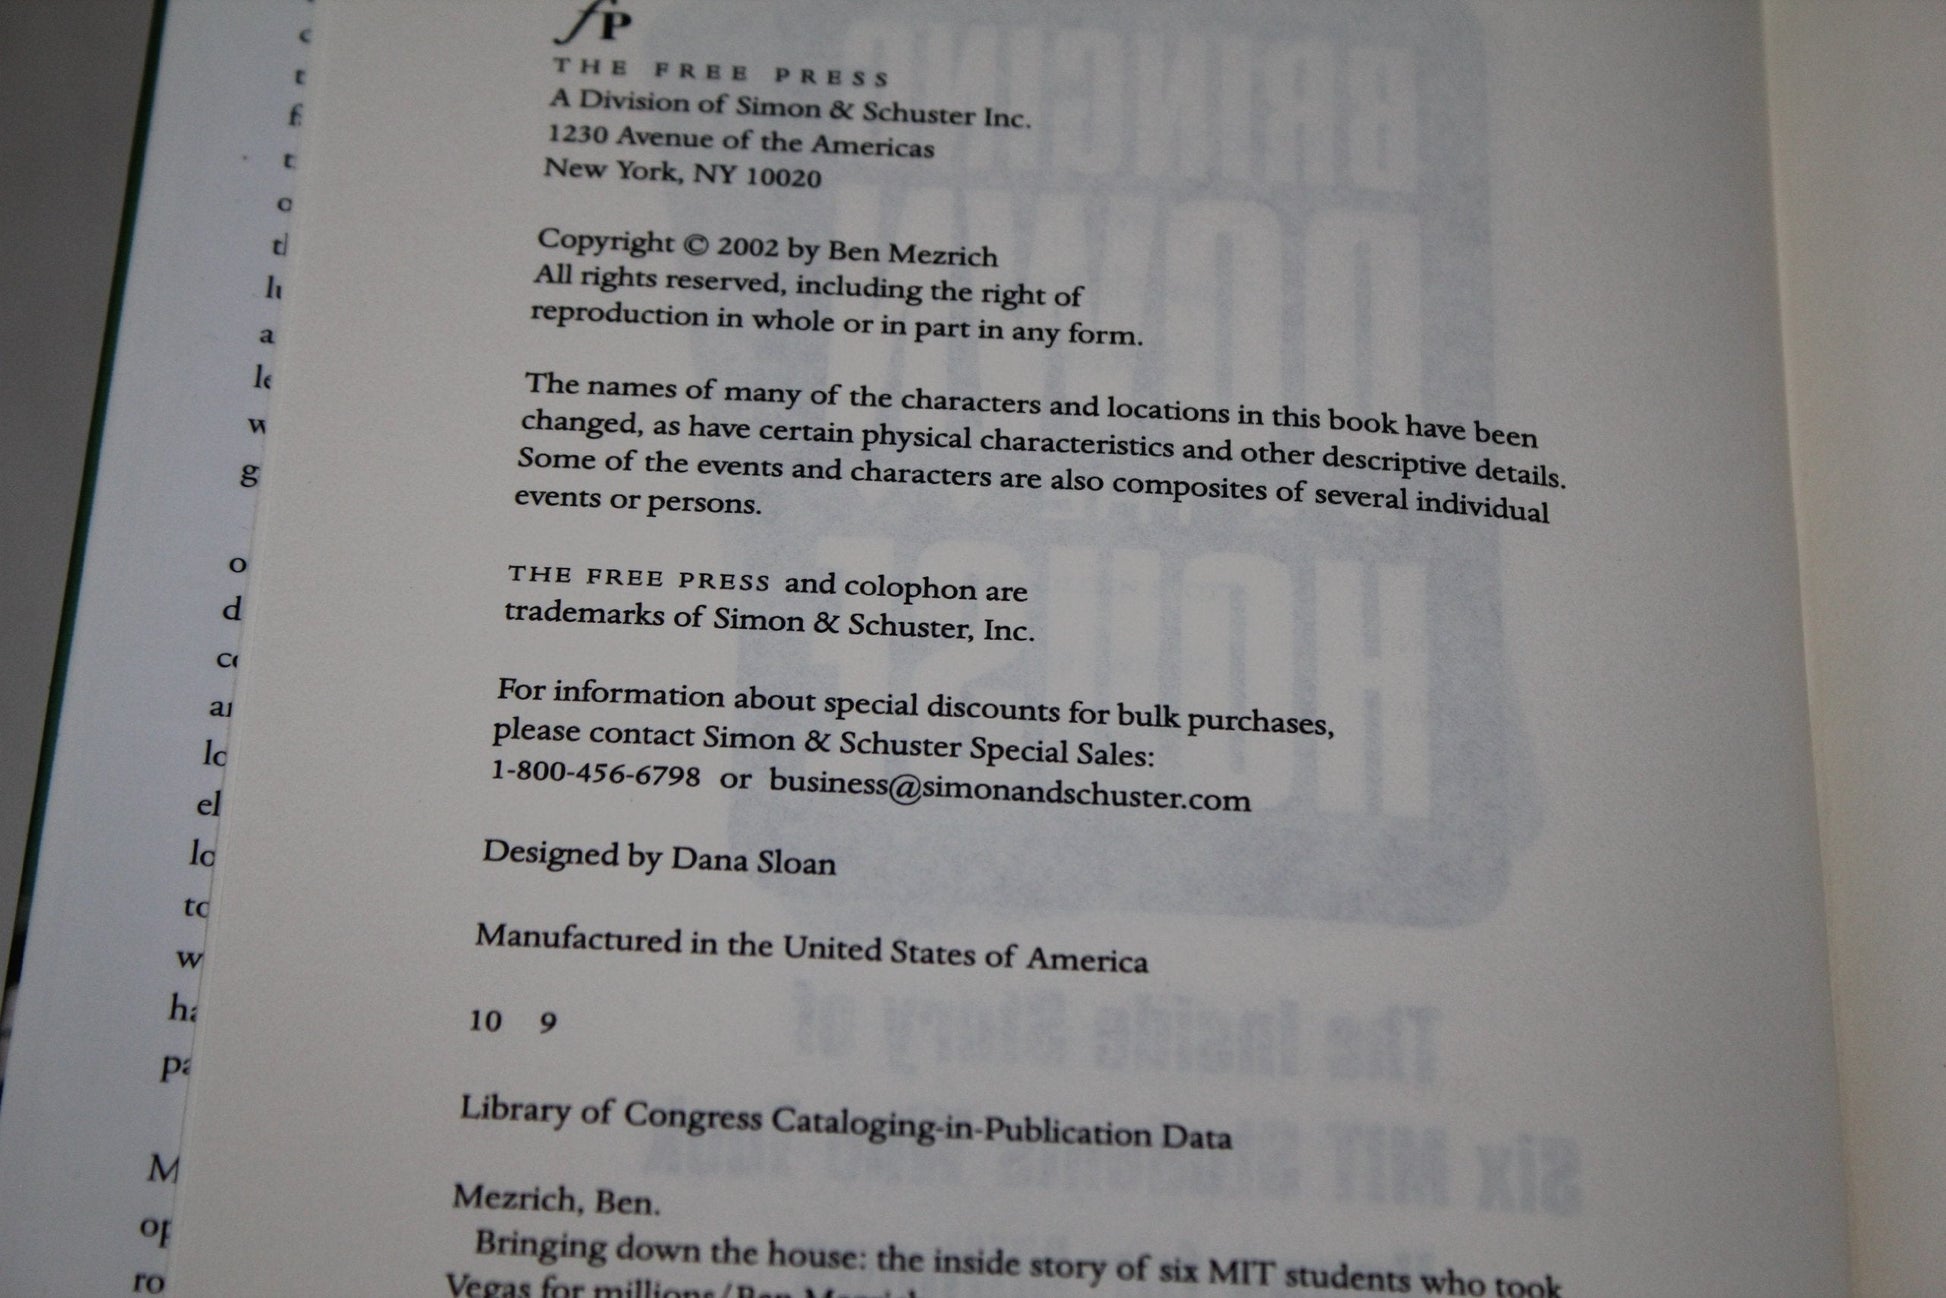 fP
THE FREE PRESS
A Division of Simon & Schuster Inc.
1230 Avenue of the Americas
New York, NY 10020
Copyright © 2002 by Ben Mezrich
All rights reserved, including the right of
reproduction in whole or in part in any form.
The names of many of the characters and locations in this book have been
changed, as have certain physical characteristics and other descriptive details.
Some of the events and characters are also composites of several individual
events or persons.
THE FREE PRESS and colophon are
trademarks of Simon & Schuster, Inc.
For information about special discounts for bulk purchases,
please contact Simon & Schuster Special Sales:
1-800-456-6798 or business@simonandschuster.com
Designed by Dana Sloan
Manufactured in the United States of America
10 9
Library of Congress Cataloging-in-Publication Data
Mezrich, Ben.
Bringing down the house: the inside story of six MIT students who took
Vegas for millions/Ben Mezrich